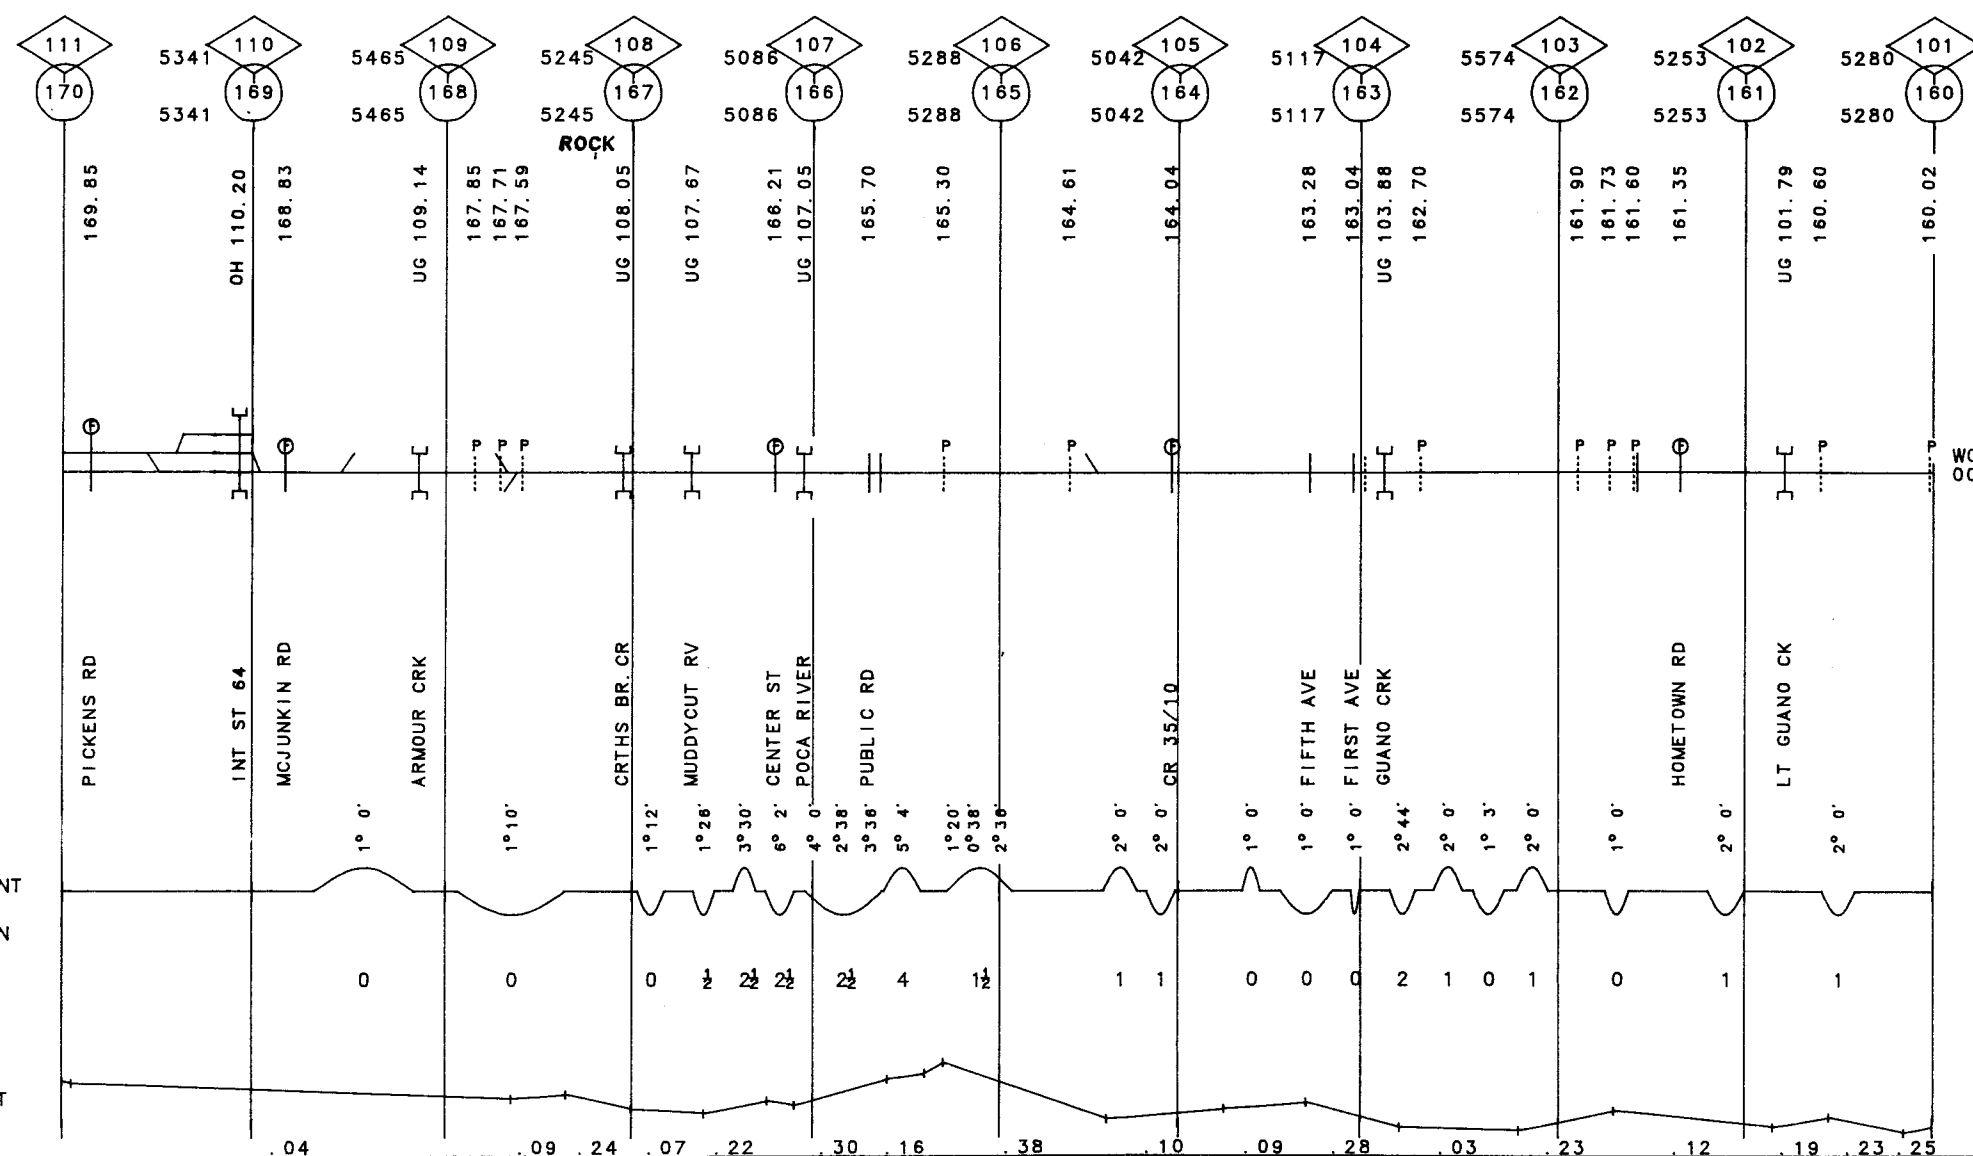 111 110 109 108 107 106 105 104 103 102 101
5341 5465 5245 5086 5288 5042 5117 5574 5253 5280
170 169 168 167 166 165 164 163 162 161 160
5341 5465 5245 5086 5288 5042 5117 5574 5253 5280
ROCK
169.85
OH 110.20
168.83
UG 109.14
167.85
167.71
167.59
UG 108.05
UG 107.67
166.21
UG 107.05
165.70
165.30
164.61
164.04
163.28
163.04
UG 103.88
162.70
161.90
161.73
161.60
161.35
UG 101.79
160.60
160.02
F F P P P F P P F P P P P F P P
WO
OO
PICKENS RD
INT ST 64
MCJUNKIN RD
ARMOUR CRK
CRTHS BR. CR
MUDDYCUT RV
CENTER ST
POCA RIVER
PUBLIC RD
CR 35/10
FIFTH AVE
FIRST AVE
GUANO CRK
HOMETOWN RD
LT GUANO CK
1° 0' 1°10' 1°12' 1°26' 3°30' 6° 2' 4° 0' 2°38' 3°36' 5° 4' 1°20' 0°38' 2°36' 2° 0' 2° 0' 1° 0' 1° 0' 1° 0' 2°44' 2° 0' 1° 3' 2° 0' 1° 0' 2° 0' 2° 0'
NT
N
0 0 0 ½ 2½ 2½ 2½ 4 1½ 1 1 0 0 0 2 1 0 1 0 1 1
T
.04 .09 .24 .07 .22 .30 .16 .38 .10 .09 .28 .03 .23 .12 .19 .23 .25